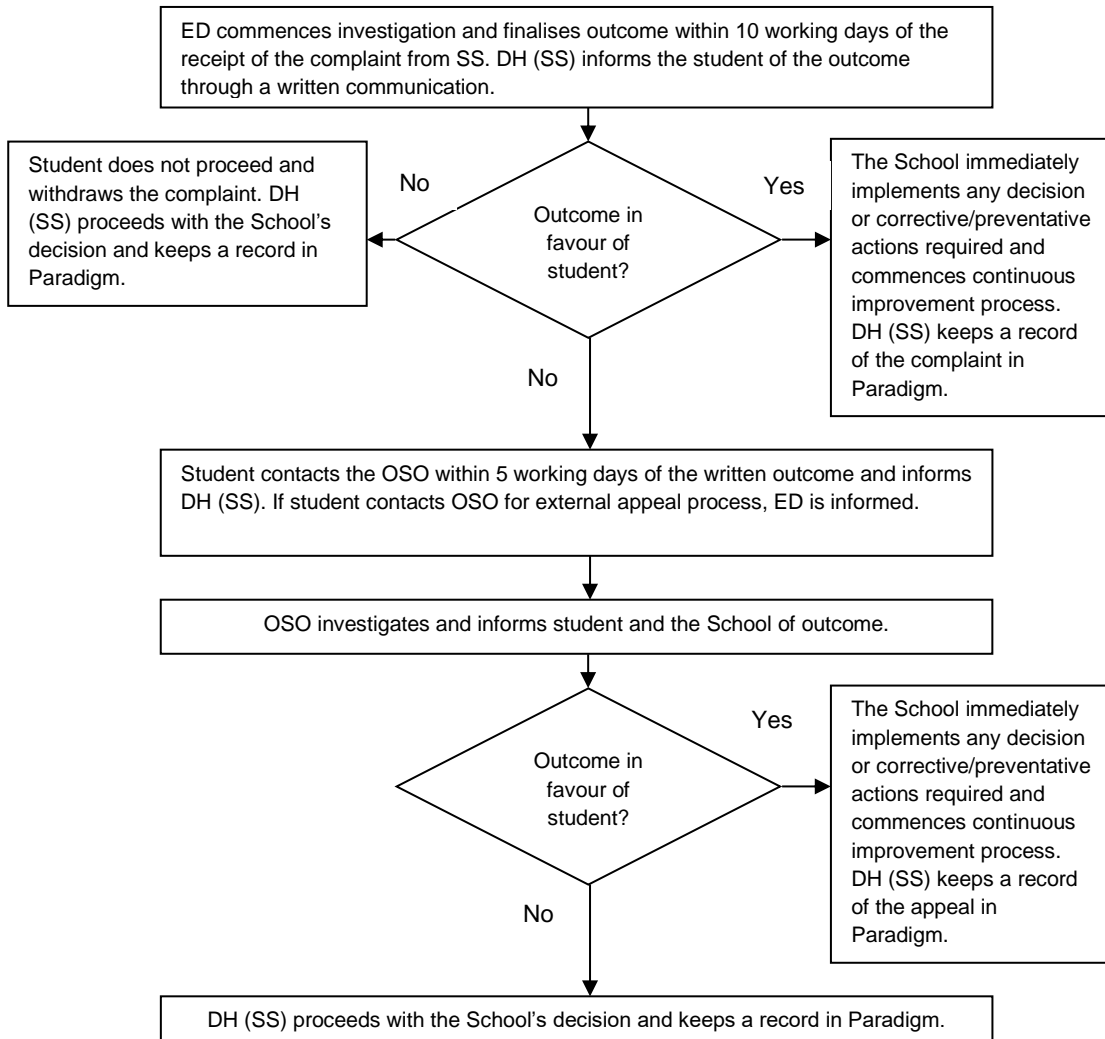 ED commences investigation and finalises outcome within 10 working days of the
receipt of the complaint from SS. DH (SS) informs the student of the outcome
through a written communication.
Student does not proceed and
withdraws the complaint. DH
(SS) proceeds with the School’s
decision and keeps a record in
Paradigm.
No
Outcome in
favour of
student?
Yes
The School immediately
implements any decision
or corrective/preventative
actions required and
commences continuous
improvement process.
DH (SS) keeps a record
of the complaint in
Paradigm.
No
Student contacts the OSO within 5 working days of the written outcome and informs
DH (SS). If student contacts OSO for external appeal process, ED is informed.
OSO investigates and informs student and the School of outcome.
Outcome in
favour of
student?
Yes
The School immediately
implements any decision
or corrective/preventative
actions required and
commences continuous
improvement process.
DH (SS) keeps a record
of the appeal in
Paradigm.
No
DH (SS) proceeds with the School’s decision and keeps a record in Paradigm.